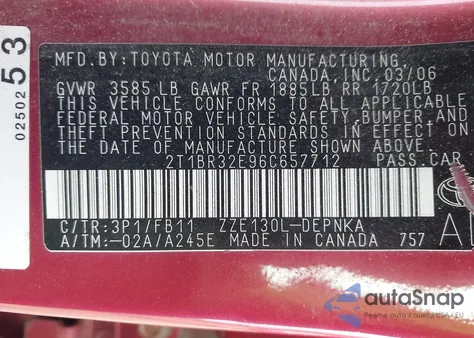 02502 53
MFD.BY: TOYOTA MOTOR MANUFACTURING
CANADA, INC. 03/06
GVWR 3585 LB GAWR FR 1885LB RR 1720LB
THIS VEHICLE CONFORMS TO ALL APPLICABLE
FEDERAL MOTOR VEHICLE SAFETY,BUMPER,AND
THEFT PREVENTION STANDARDS IN EFFECT ON
THE DATE OF MANUFACTURE SHOWN ABOVE.
2T1BR32E96C657712 PASS.CAR
C/TR:3P1/FB11 ZZE130L-DEPNKA
A/TM:-02A/A245E MADE IN CANADA 757
autoSnap